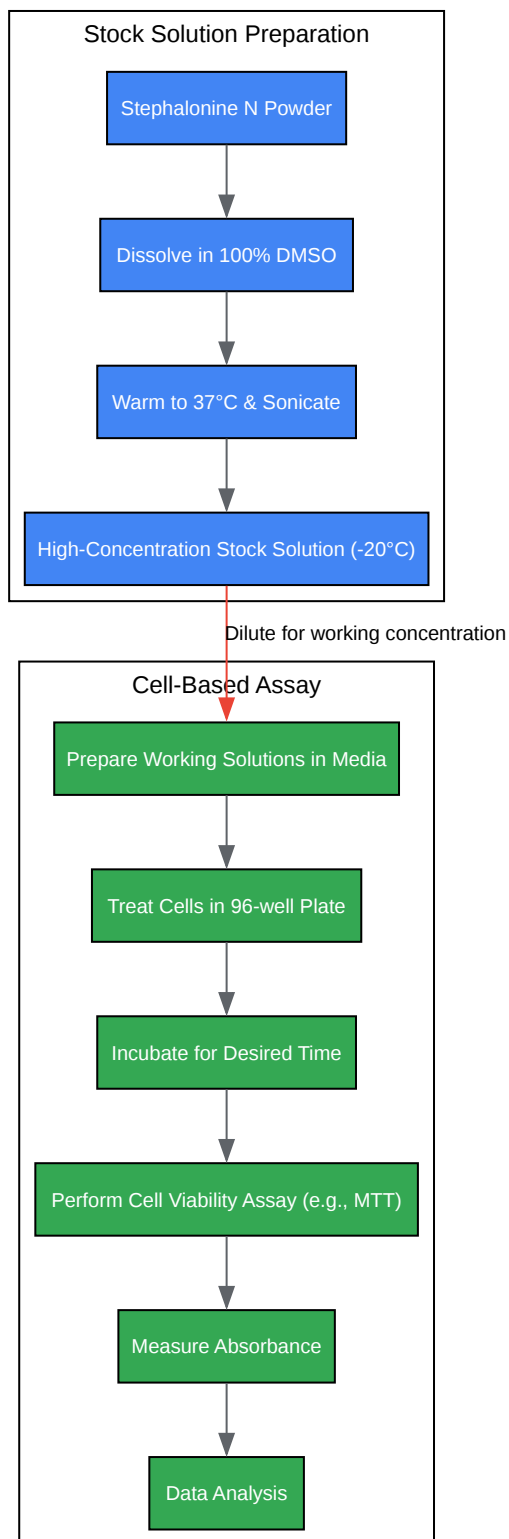 Stock Solution Preparation
Stephalonine N Powder
Dissolve in 100% DMSO
Warm to 37°C & Sonicate
High-Concentration Stock Solution (-20°C)
Dilute for working concentration
Cell-Based Assay
Prepare Working Solutions in Media
Treat Cells in 96-well Plate
Incubate for Desired Time
Perform Cell Viability Assay (e.g., MTT)
Measure Absorbance
Data Analysis